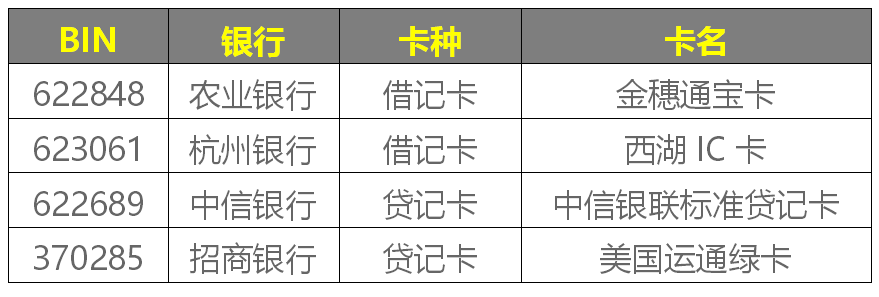 BIN 银行 卡种 卡名
622848 农业银行 借记卡 金穗通宝卡
623061 杭州银行 借记卡 西湖 IC 卡
622689 中信银行 贷记卡 中信银联标准贷记卡
370285 招商银行 贷记卡 美国运通绿卡